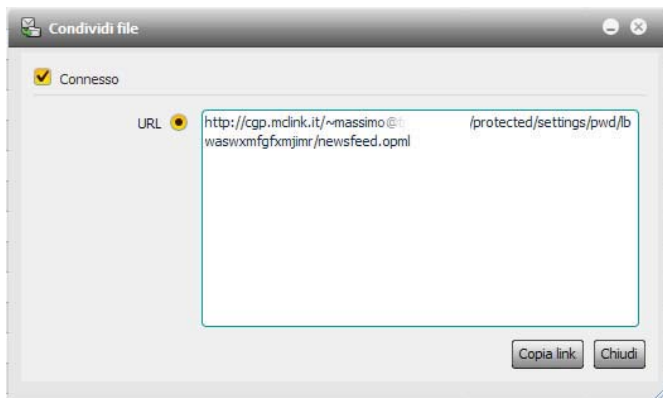 Condividi file
Connesso
URL
http://cgp.mclink.it/~massimo@ /protected/settings/pwd/lb
waswxmfgfxmjimr/newsfeed.opml
Copia link Chiudi